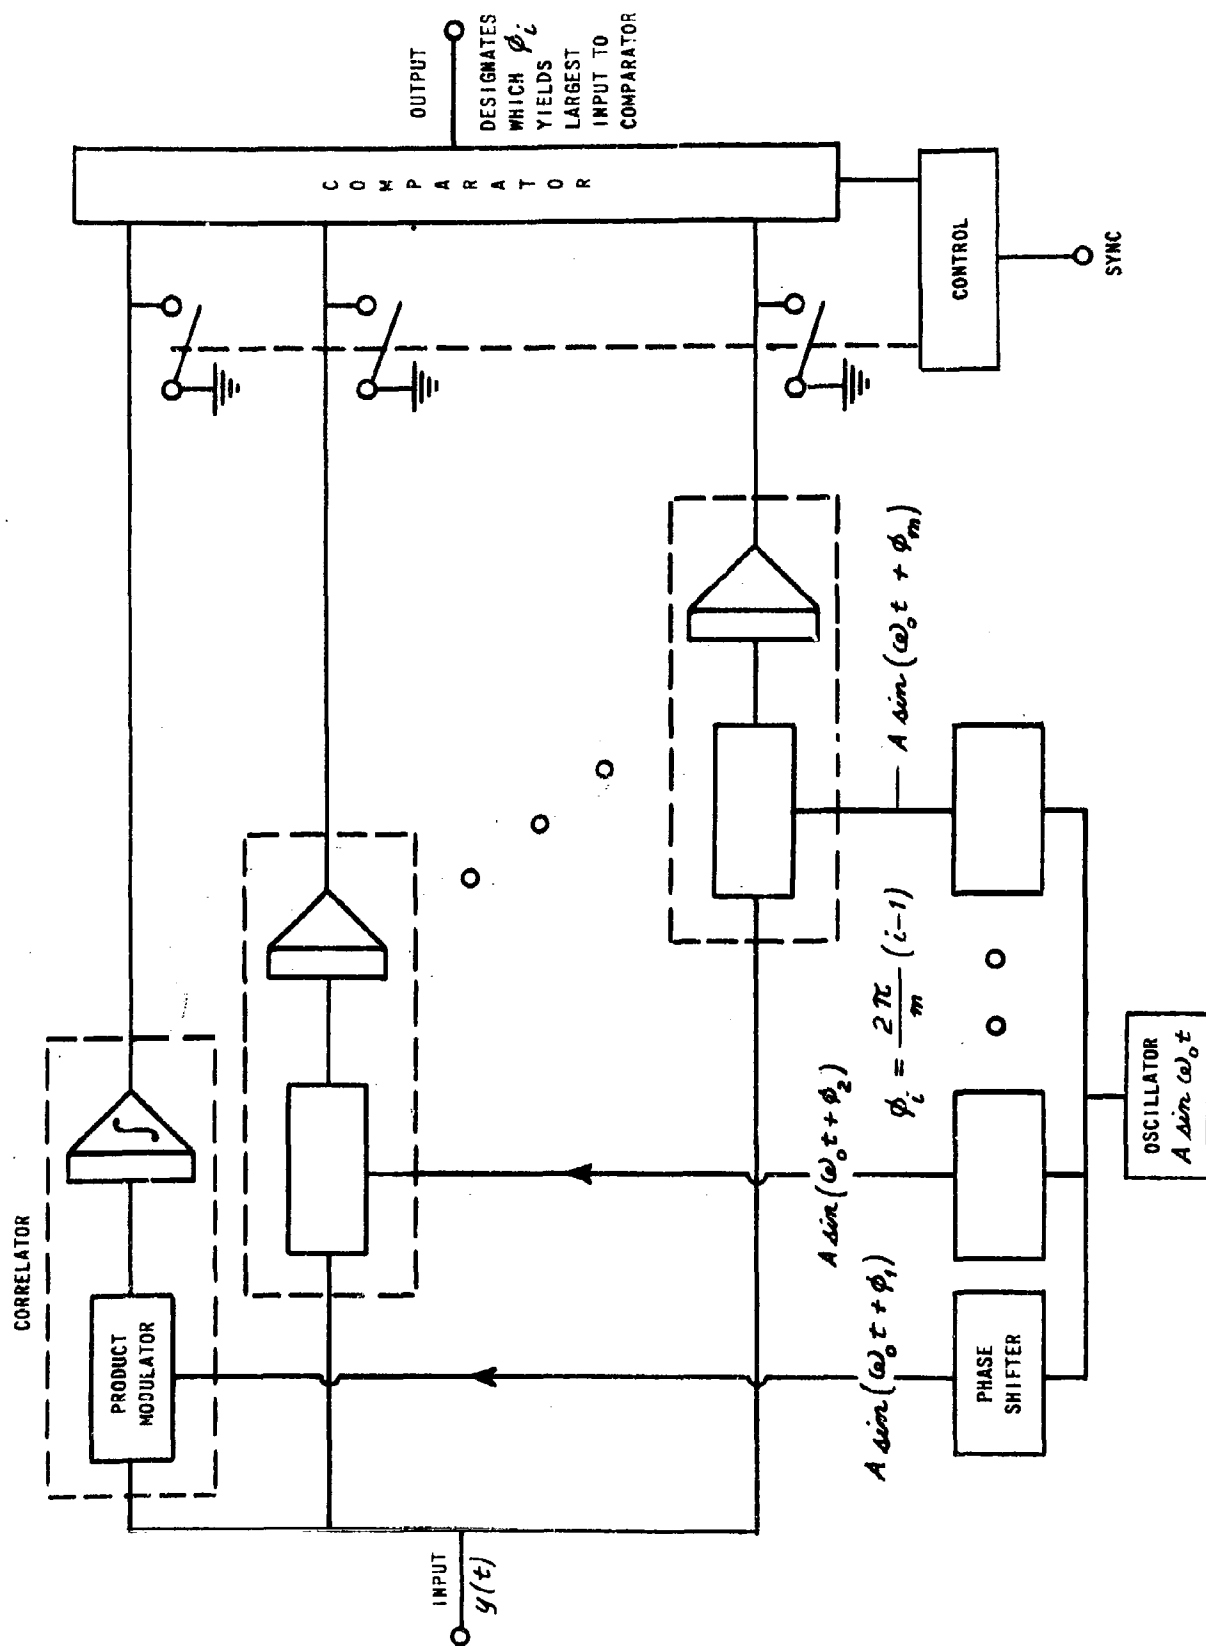 CORRELATOR
PRODUCT
MODULATOR
∫
INPUT
y(t)
A sin(ω₀t + φ₁)
A sin(ω₀t + φ₂)
φᵢ = 2π/m (i-1)
A sin(ω₀t + φₘ)
PHASE
SHIFTER
OSCILLATOR
A sin ω₀t
COMPARATOR
CONTROL
SYNC
OUTPUT
DESIGNATES
WHICH φᵢ
YIELDS
LARGEST
INPUT TO
COMPARATOR